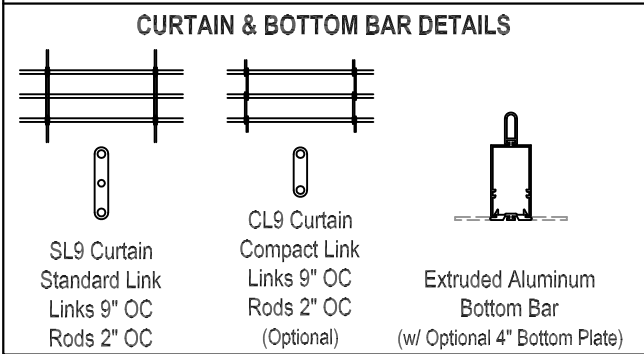 CURTAIN & BOTTOM BAR DETAILS
SL9 Curtain
Standard Link
Links 9" OC
Rods 2" OC
CL9 Curtain
Compact Link
Links 9" OC
Rods 2" OC
(Optional)
Extruded Aluminum
Bottom Bar
(w/ Optional 4" Bottom Plate)